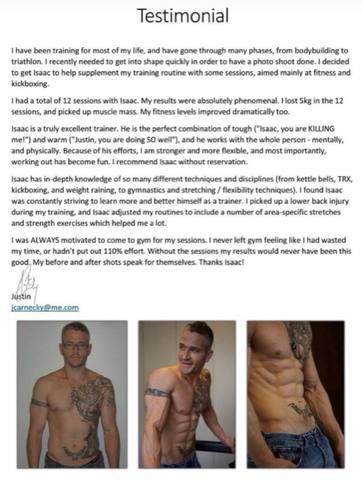 Testimonial
I have been training for most of my life, and have gone through many phases, from bodybuilding to
triathlon. I recently needed to get into shape quickly in order to have a photo shoot done. I decided
to get Isaac to help supplement my training routine with some sessions, aimed mainly at fitness and
kickboxing.
I had a total of 12 sessions with Isaac. My results were absolutely phenomenal. I lost 5kg in the 12
sessions, and picked up muscle mass. My fitness levels improved dramatically too.
Isaac is a truly excellent trainer. He is the perfect combination of tough ("Isaac, you are KILLING
me!") and warm ("Justin, you are doing SO well"), and he works with the whole person - mentally,
and physically. Because of his efforts, I am stronger and more flexible, and most importantly,
working out has become fun. I recommend Isaac without reservation.
Isaac has in-depth knowledge of so many different techniques and disciplines (from kettle bells, TRX,
kickboxing, and weight raining, to gymnastics and stretching / flexibility techniques). I found Isaac
was constantly striving to learn more and better himself as a trainer. I picked up a lower back injury
during my training, and Isaac adjusted my routines to include a number of area-specific stretches
and strength exercises which helped me a lot.
I was ALWAYS motivated to come to gym for my sessions. I never left gym feeling like I had wasted
my time, or hadn't put out 110% effort. Without the sessions my results would never have been this
good. My before and after shots speak for themselves. Thanks Isaac!
Justin
jcarnecky@me.com